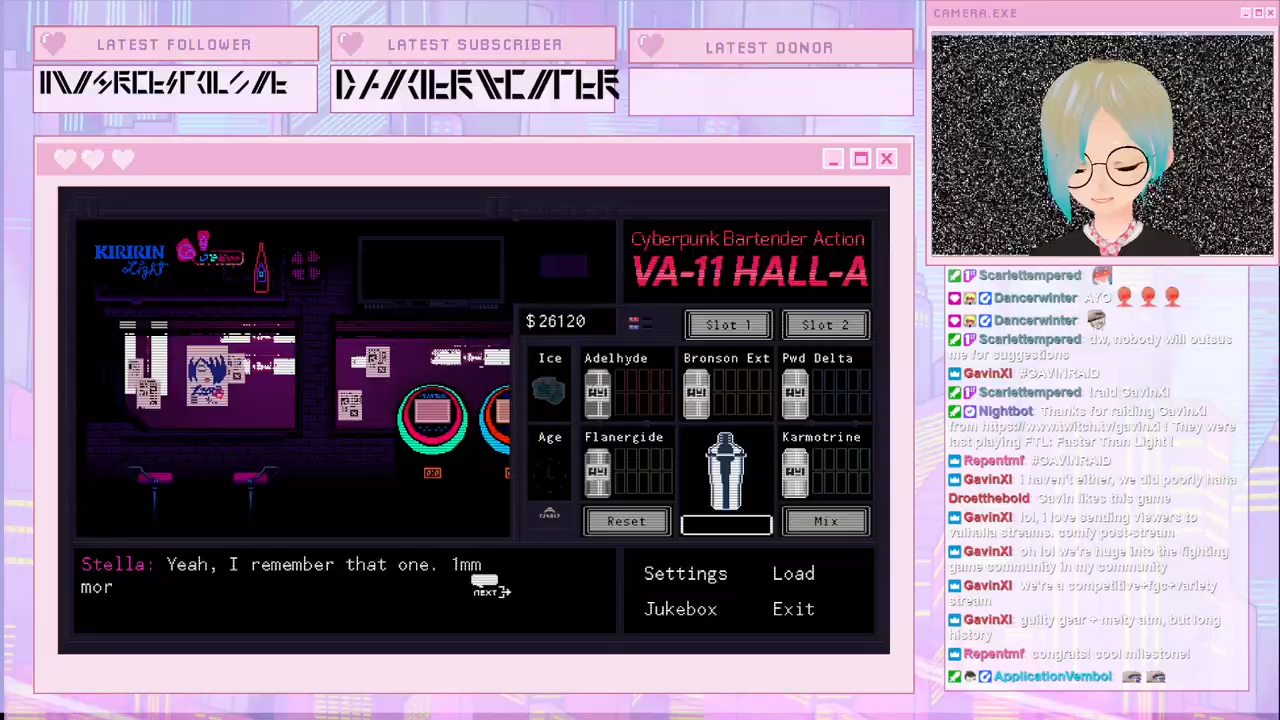 CAMERA.EXE
LATEST FOLLOWER
LATEST SUBSCRIBER
LATEST DONOR
KIRIRIN
Light
Cyberpunk Bartender Action
VA-11 HALL-A
$26120
Slot 1
Slot 2
Ice
Adelhyde
Bronson Ext
Pwd Delta
Age
Flanergide
Karmotrine
Reset
Mix
Stella: Yeah, I remember that one. 1mm
mor
NEXT
Settings
Load
Jukebox
Exit
Scarlettempered
Dancerwinter AYO
Dancerwinter
Scarlettempered dw, nobody will outsus
me for suggestions
GavinXI #GAVINRAID
Scarlettempered !raid GavinXI
Nightbot Thanks for raiding GavinXI
from https://www.twitch.tv/gavinxi ! They were
last playing FTL: Faster Than Light !
Repentmf #GAVINRAID
GavinXI i haven't either, we did poorly haha
Droetthebold Gavin likes this game
GavinXI lol, i love sending viewers to
valhalla streams. comfy post-stream
GavinXI oh lol we're huge into the fighting
game community in my community
GavinXI we're a competitive+fgc+variety
stream
GavinXI guilty gear + melty atm, but long
history
Repentmf congrats! cool milestone!
ApplicationVembol